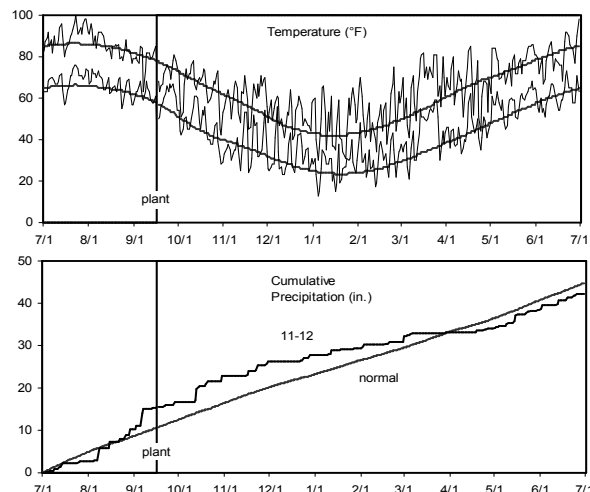 100
Temperature (°F)
80
60
40
20
plant
0
7/1 8/1 9/1 10/1 11/1 12/1 1/1 2/1 3/1 4/1 5/1 6/1 7/1
50
Cumulative
Precipitation (in.)
40
11-12
30
normal
20
10
plant
0
7/1 8/1 9/1 10/1 11/1 12/1 1/1 2/1 3/1 4/1 5/1 6/1 7/1